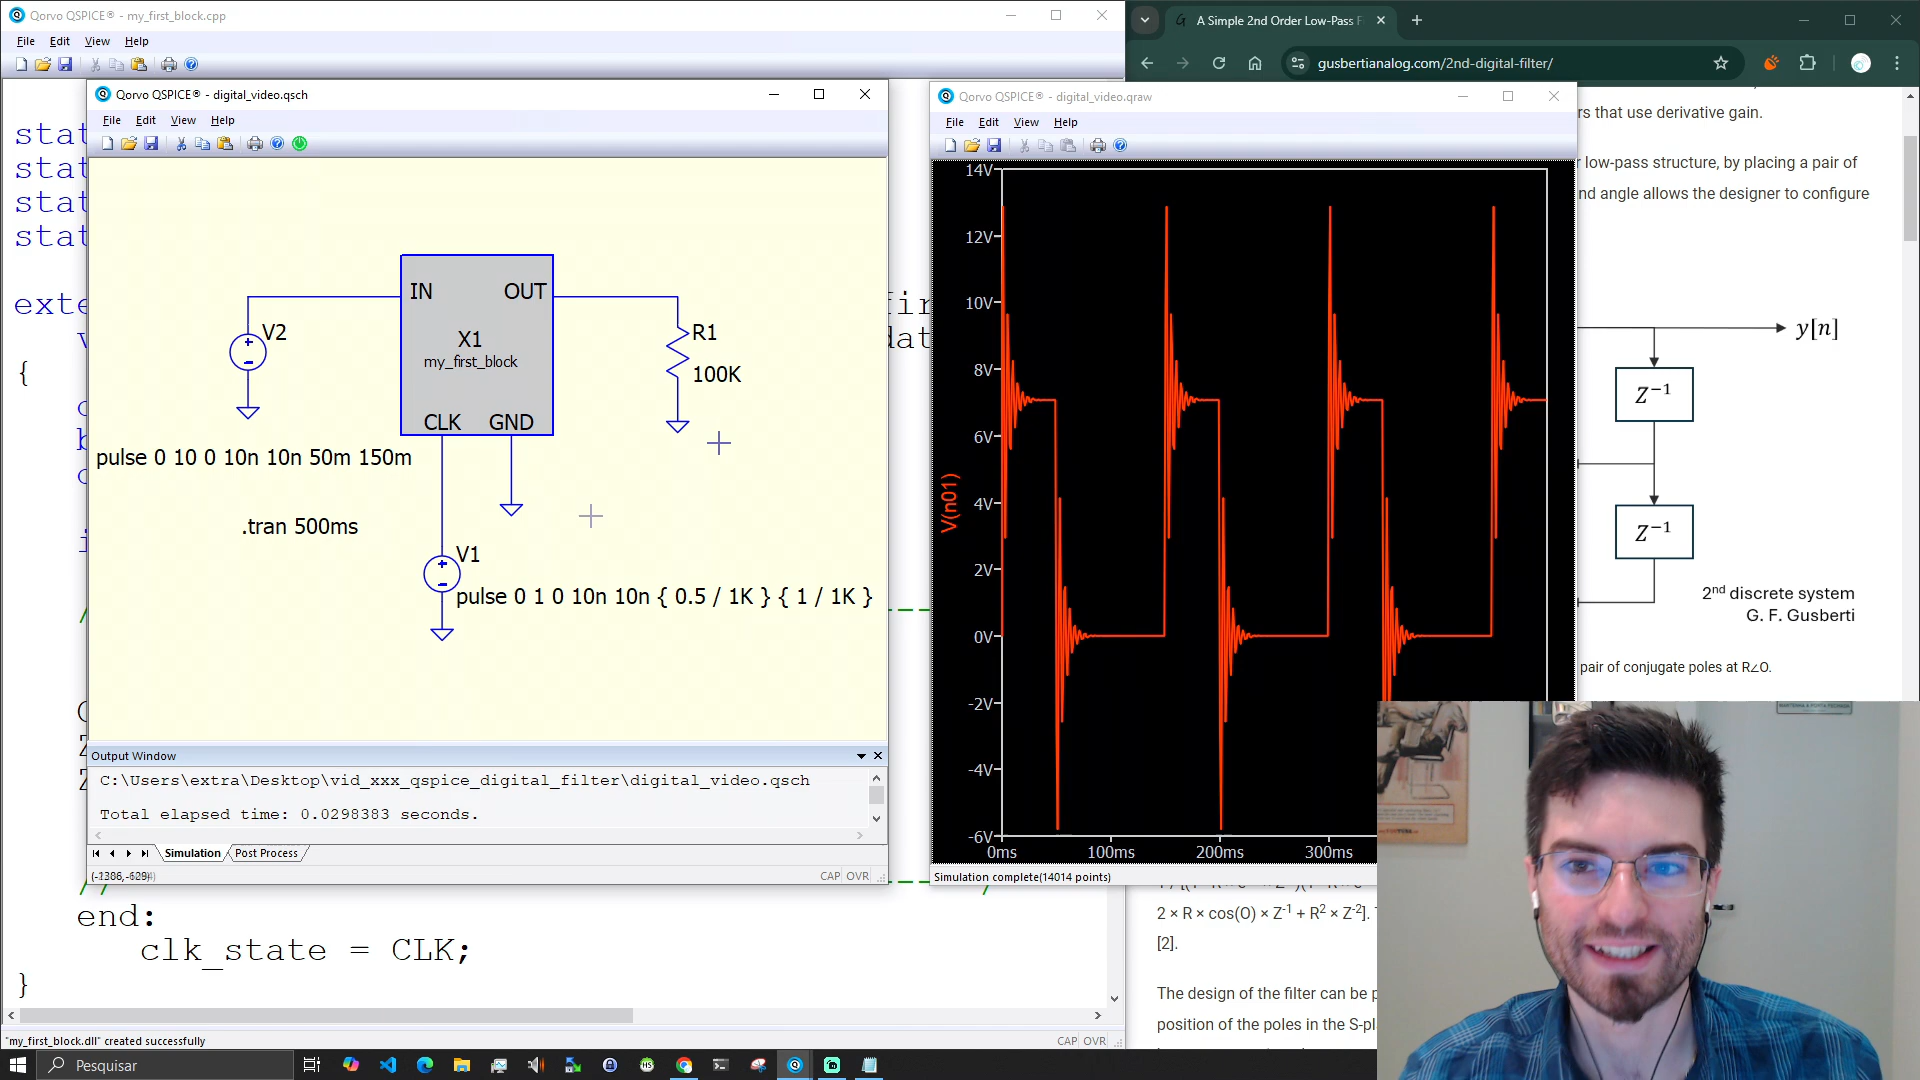 Qorvo QSPICE® - my_first_block.cpp
File Edit View Help
stat
stat
stat
stat
exte
{
end:
clk_state = CLK;
}
"my_first_block.dll" created successfully
CAP OVR
Qorvo QSPICE® - digital_video.qsch
File Edit View Help
IN OUT
X1
my_first_block
CLK GND
V2
R1
100K
pulse 0 10 0 10n 10n 50m 150m
.tran 500ms
V1
pulse 0 1 0 10n 10n { 0.5 / 1K } { 1 / 1K }
Output Window
C:\Users\extra\Desktop\vid_xxx_qspice_digital_filter\digital_video.qsch
Total elapsed time: 0.0298383 seconds.
Simulation Post Process
CAP OVR
Qorvo QSPICE® - digital_video.qraw
File Edit View Help
14V
12V
10V
8V
6V
4V
2V
0V
-2V
-4V
-6V
V(n01)
0ms 100ms 200ms 300ms
Simulation complete(14014 points)
A Simple 2nd Order Low-Pass F
gusbertianalog.com/2nd-digital-filter/
rs that use derivative gain.
low-pass structure, by placing a pair of
nd angle allows the designer to configure
y[n]
Z⁻¹
Z⁻¹
2nd discrete system
G. F. Gusberti
pair of conjugate poles at R∠O.
2 × R × cos(O) × Z-1 + R2 × Z-2].
[2].
The design of the filter can be p
position of the poles in the S-pl
Pesquisar